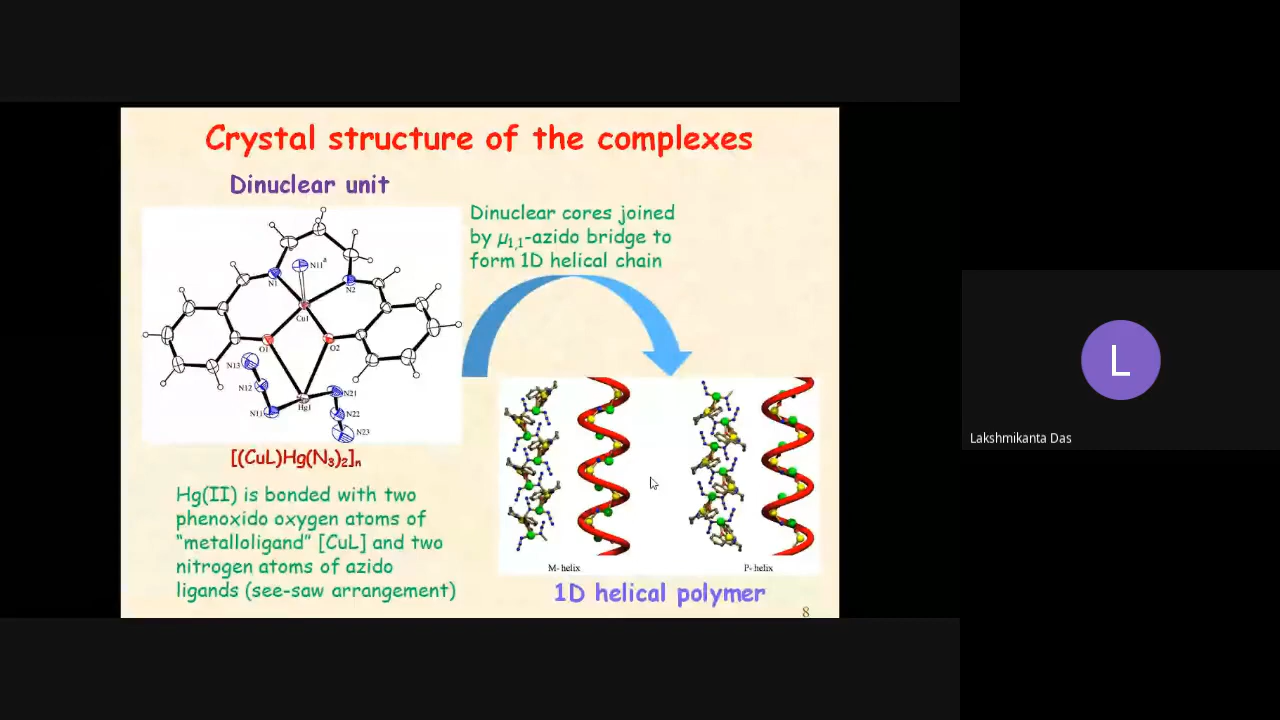 Crystal structure of the complexes
Dinuclear unit
Dinuclear cores joined
by μ1,1-azido bridge to
form 1D helical chain
N11ª
N1
N2
Cu1
O1
O2
N13
N12
N11
Hg1
N21
N22
N23
[(CuL)Hg(N3)2]n
Hg(II) is bonded with two
phenoxido oxygen atoms of
“metalloligand” [CuL] and two
nitrogen atoms of azido
ligands (see-saw arrangement)
M- helix
P- helix
1D helical polymer
8
L
Lakshmikanta Das